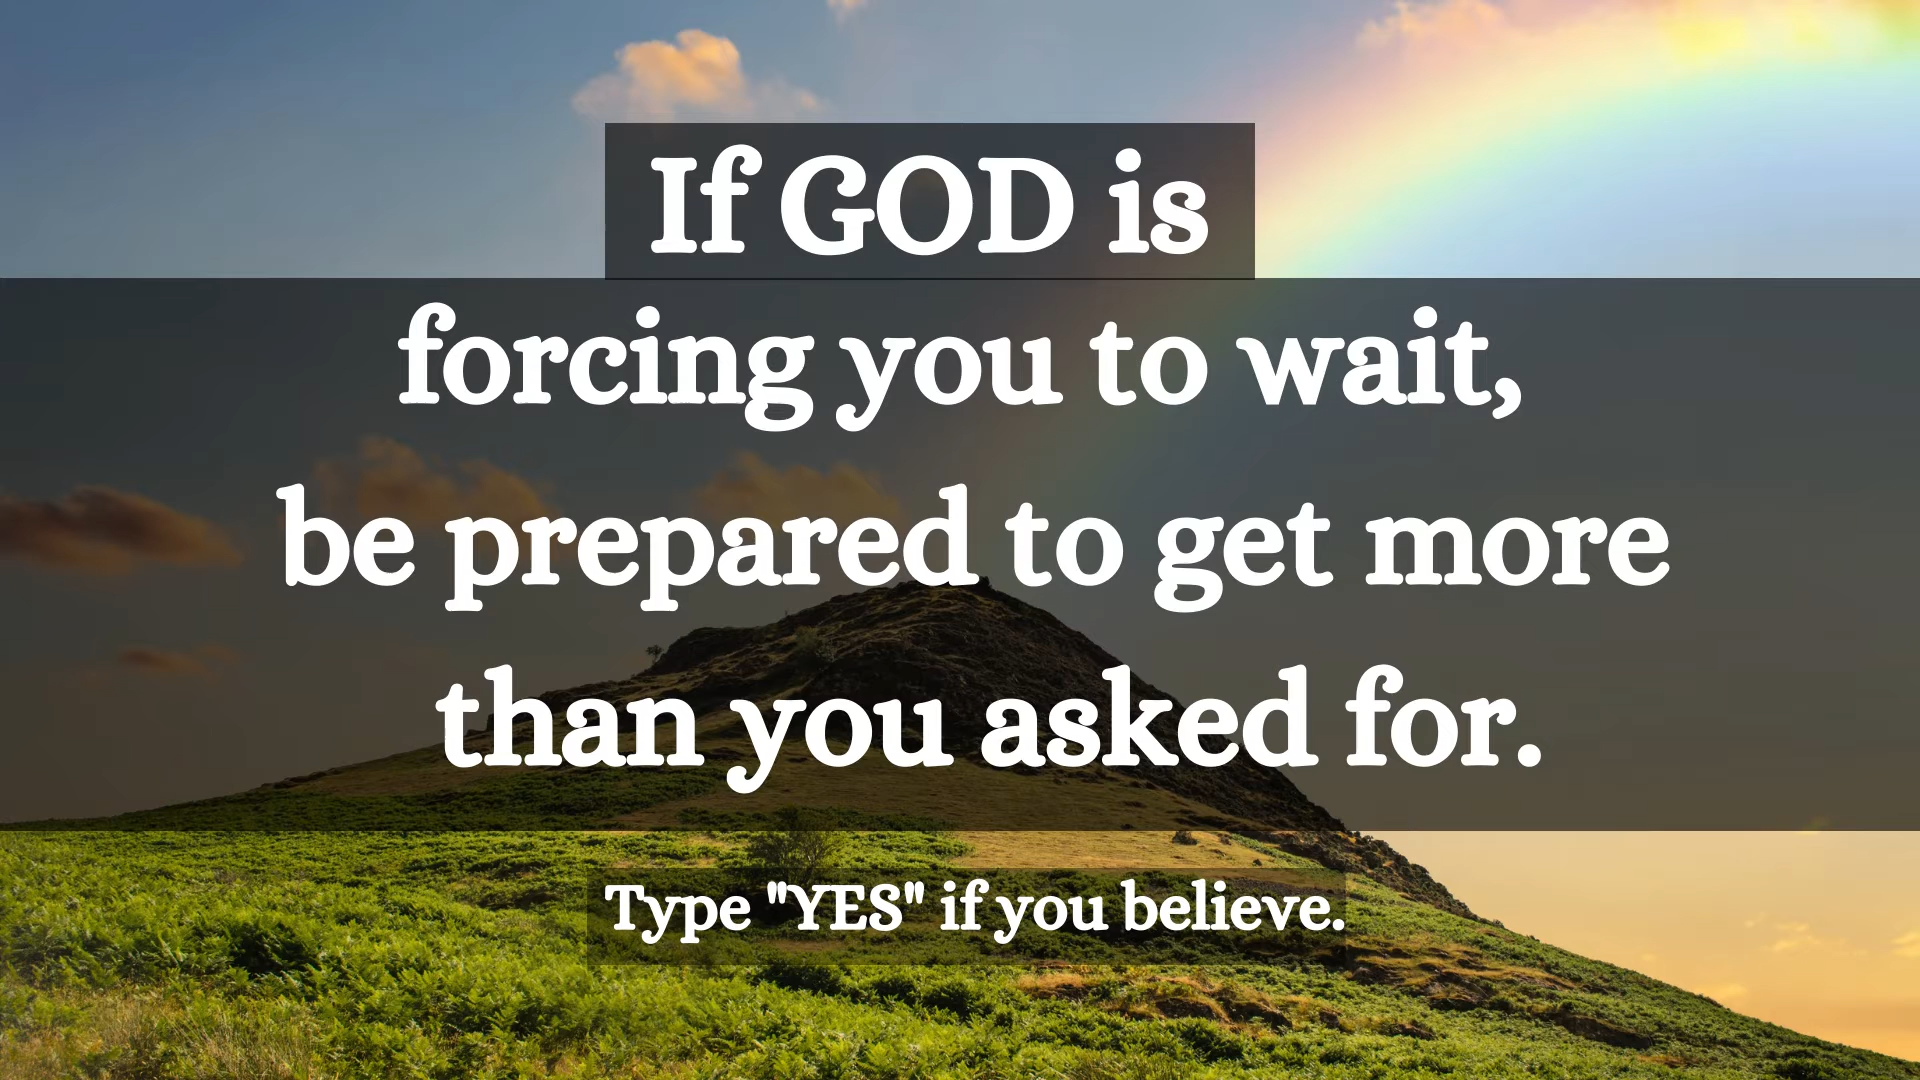 If GOD is
forcing you to wait,
be prepared to get more
than you asked for.
Type "YES" if you believe.